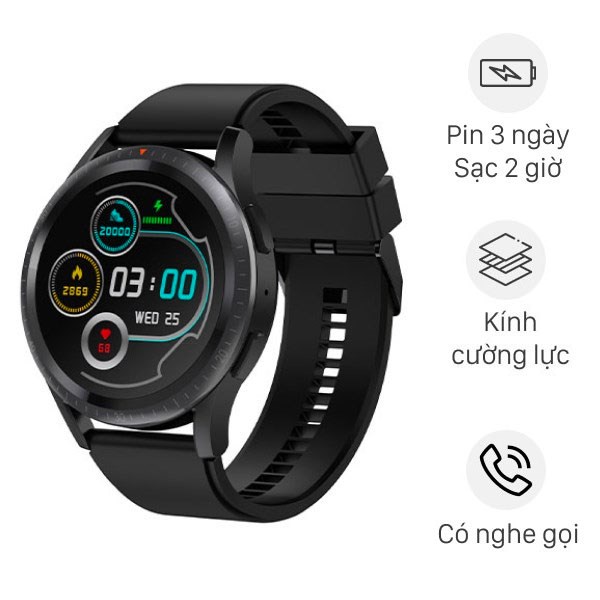 20000
2869
03:00
WED 25
68
Pin 3 ngày
Sạc 2 giờ
Kính
cường lực
Có nghe gọi